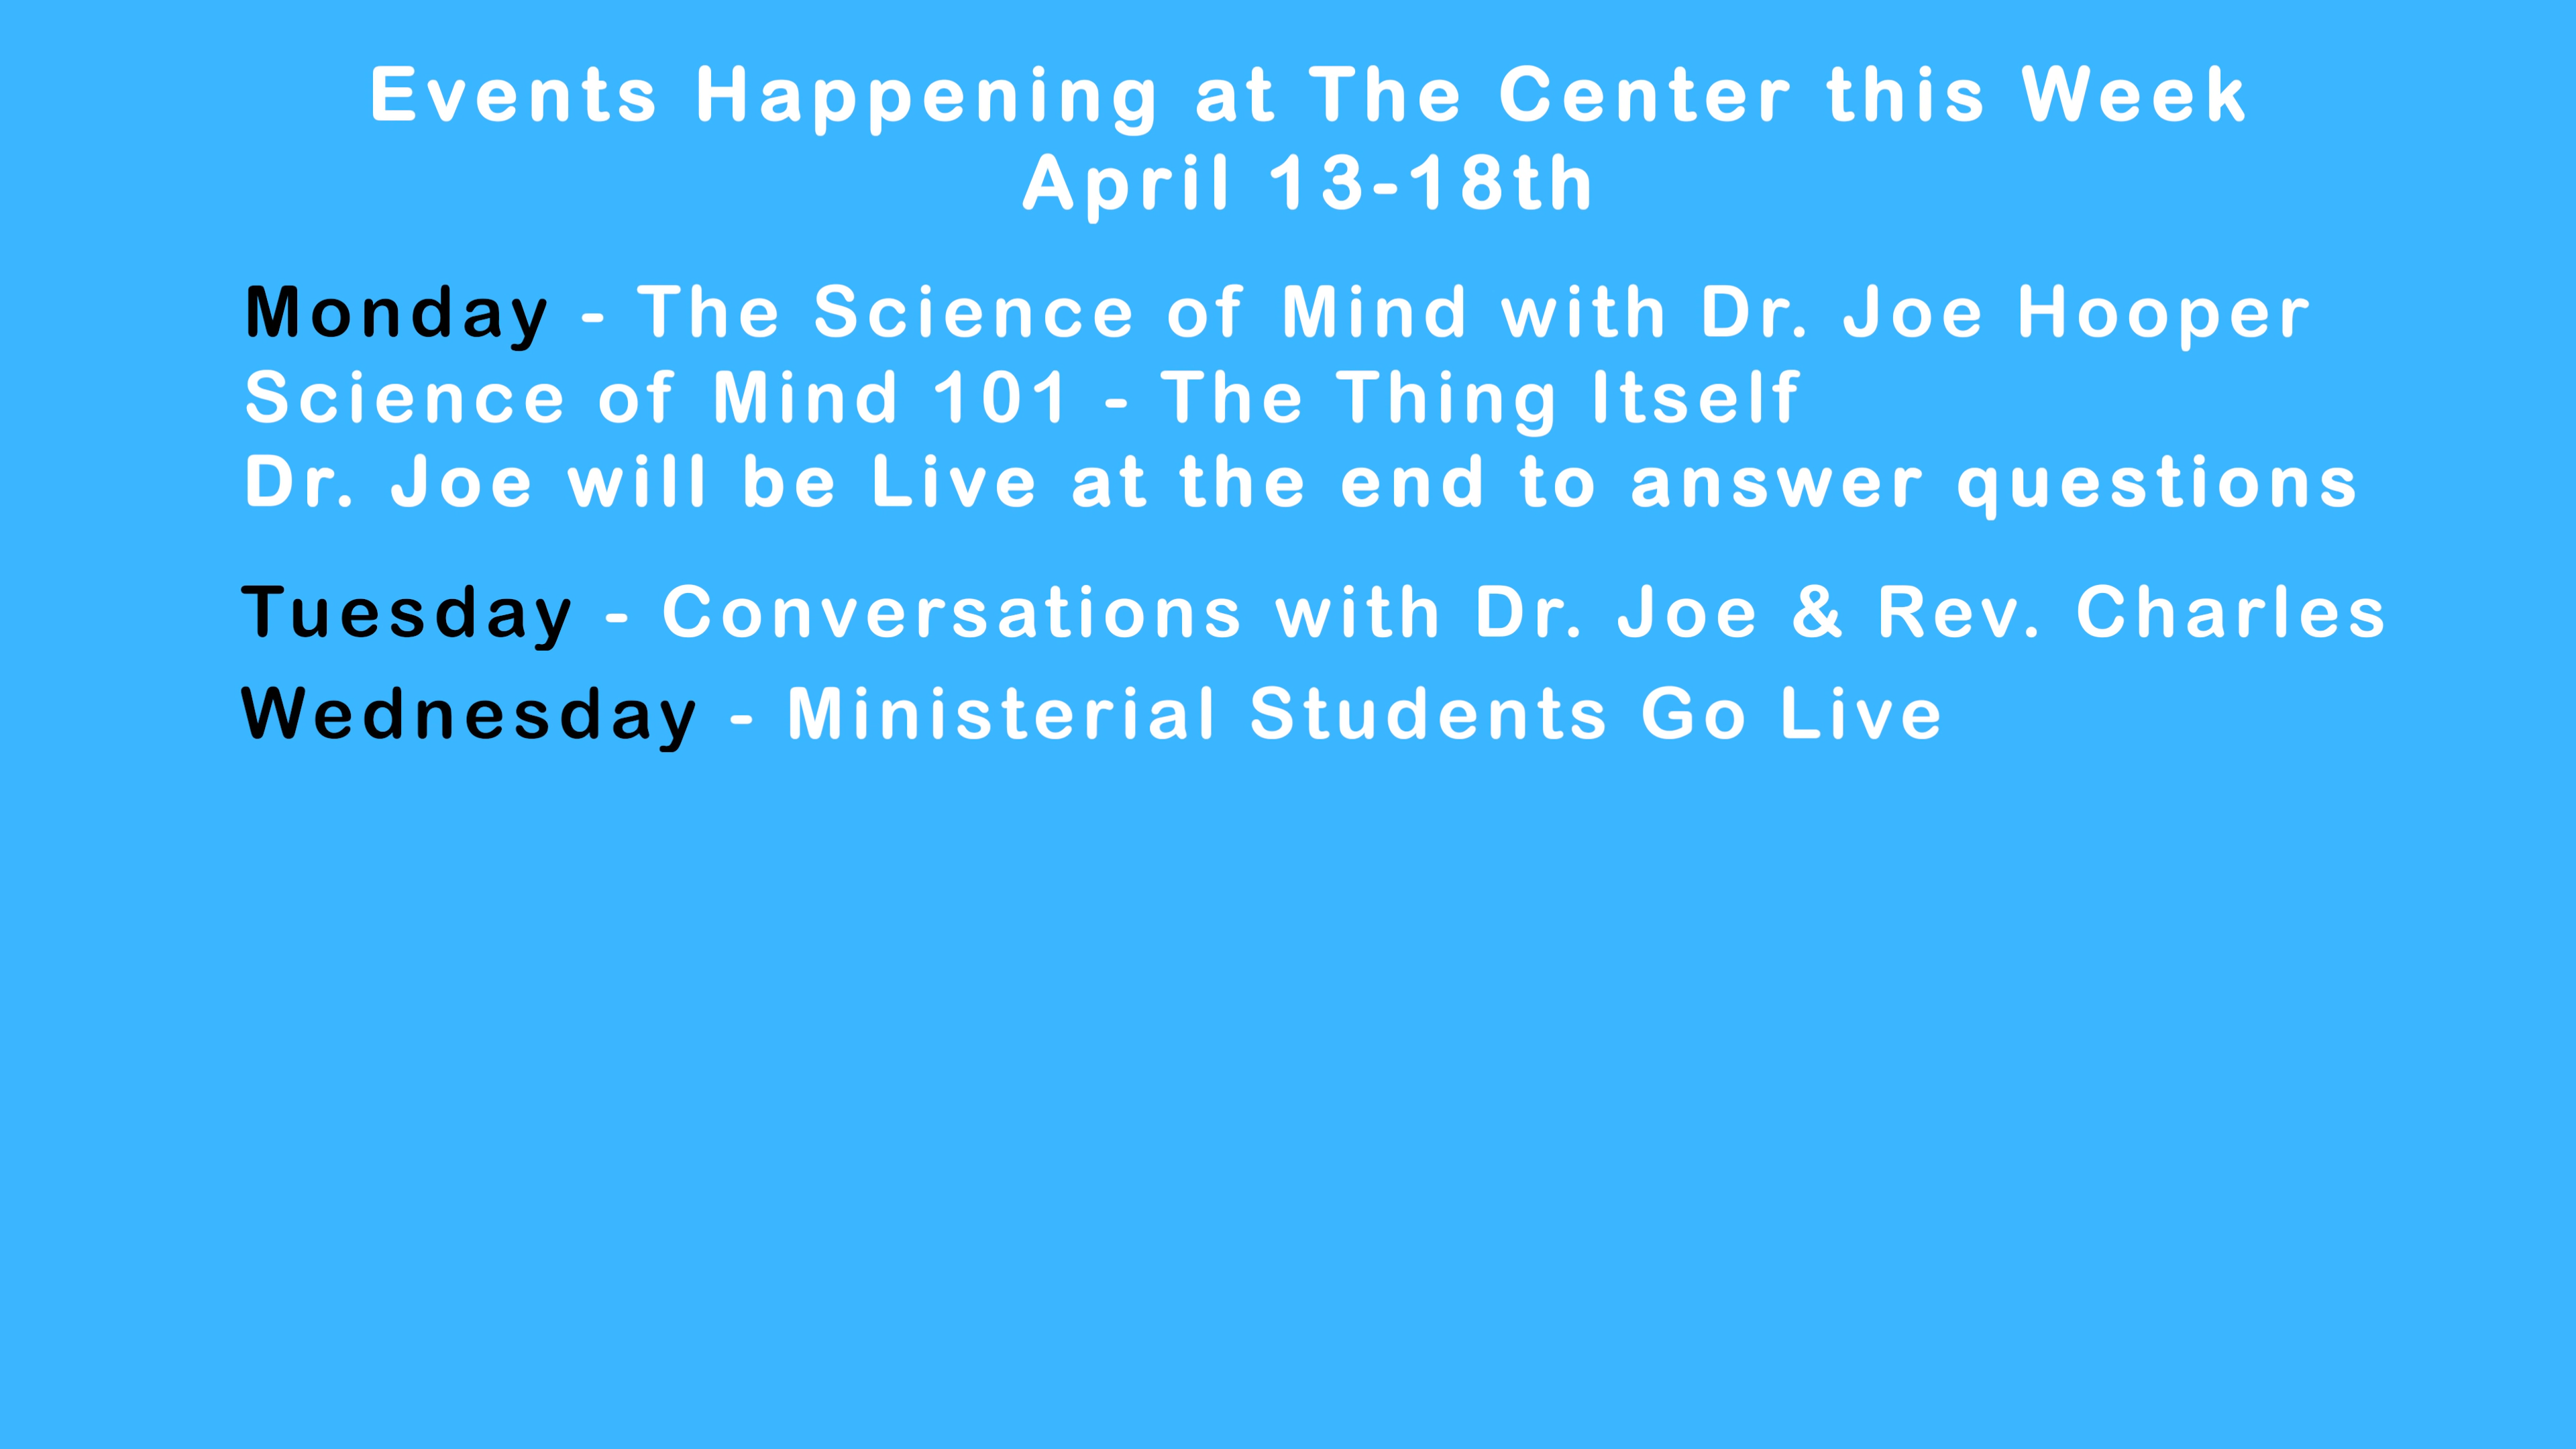 Events Happening at The Center this Week
April 13-18th
Monday - The Science of Mind with Dr. Joe Hooper
Science of Mind 101 - The Thing Itself
Dr. Joe will be Live at the end to answer questions
Tuesday - Conversations with Dr. Joe & Rev. Charles
Wednesday - Ministerial Students Go Live